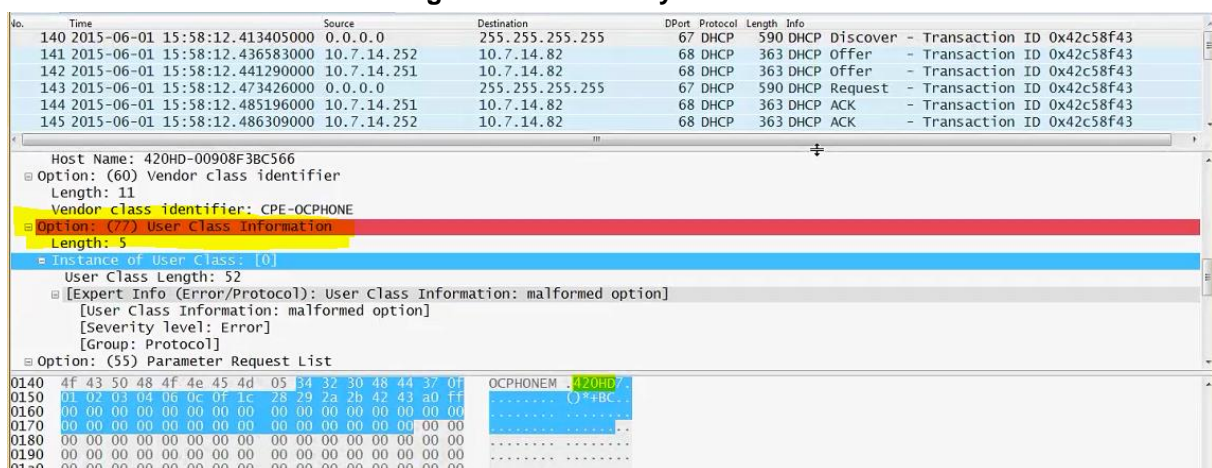 No. Time Source Destination DPort Protocol Length Info
140 2015-06-01 15:58:12.413405000 0.0.0.0 255.255.255.255 67 DHCP 590 DHCP Discover - Transaction ID 0x42c58f43
141 2015-06-01 15:58:12.436583000 10.7.14.252 10.7.14.82 68 DHCP 363 DHCP Offer - Transaction ID 0x42c58f43
142 2015-06-01 15:58:12.441290000 10.7.14.251 10.7.14.82 68 DHCP 363 DHCP Offer - Transaction ID 0x42c58f43
143 2015-06-01 15:58:12.473426000 0.0.0.0 255.255.255.255 67 DHCP 590 DHCP Request - Transaction ID 0x42c58f43
144 2015-06-01 15:58:12.485196000 10.7.14.251 10.7.14.82 68 DHCP 363 DHCP ACK - Transaction ID 0x42c58f43
145 2015-06-01 15:58:12.486309000 10.7.14.252 10.7.14.82 68 DHCP 363 DHCP ACK - Transaction ID 0x42c58f43
Host Name: 420HD-00908F3BC566
Option: (60) Vendor class identifier
Length: 11
Vendor class identifier: CPE-OCPHONE
Option: (77) User Class Information
Length: 5
Instance of User Class: [0]
User Class Length: 52
[Expert Info (Error/Protocol): User Class Information: malformed option]
[User Class Information: malformed option]
[Severity level: Error]
[Group: Protocol]
Option: (55) Parameter Request List
0140 4f 43 50 48 4f 4e 45 4d 05 34 32 30 48 44 37 0f OCPHONEM .420HD7.
0150 01 02 03 04 06 0c 0f 1c 28 29 2a 2b 42 43 a0 ff ........ ()*+BC..
0160 00 00 00 00 00 00 00 00 00 00 00 00 00 00 00 00 ........ ........
0170 00 00 00 00 00 00 00 00 00 00 00 00 00 00 00 00 ........ ........
0180 00 00 00 00 00 00 00 00 00 00 00 00 00 00 00 00 ........ ........
0190 00 00 00 00 00 00 00 00 00 00 00 00 00 00 00 00 ........ ........